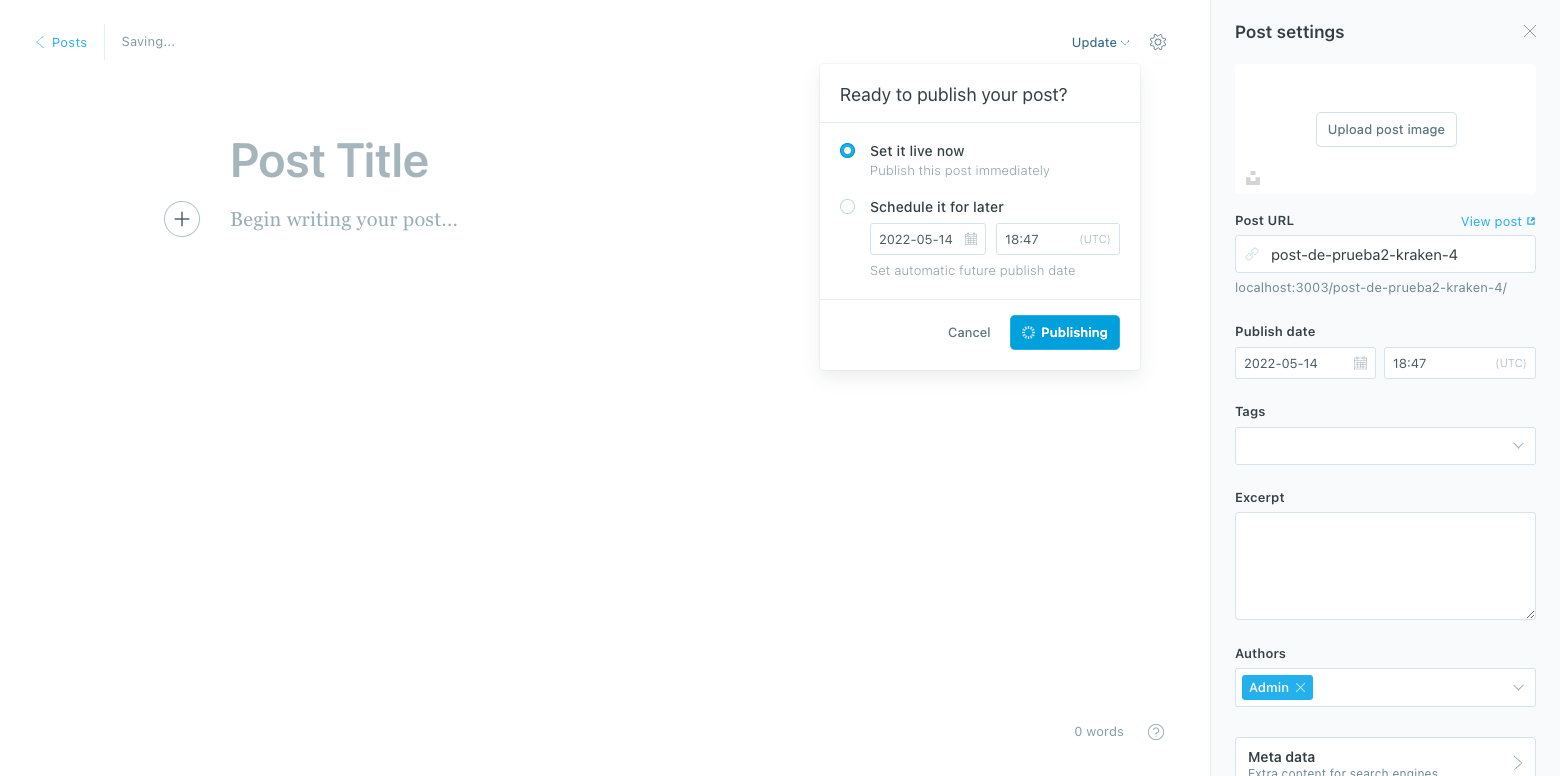 Posts
Saving...
Update
Post Title
Begin writing your post...
Ready to publish your post?
Set it live now
Publish this post immediately
Schedule it for later
2022-05-14
18:47 (UTC)
Set automatic future publish date
Cancel
Publishing
0 words
?
Post settings
Upload post image
Post URL
View post
post-de-prueba2-kraken-4
localhost:3003/post-de-prueba2-kraken-4/
Publish date
2022-05-14
18:47 (UTC)
Tags
Excerpt
Authors
Admin
Meta data
Extra content for search engines